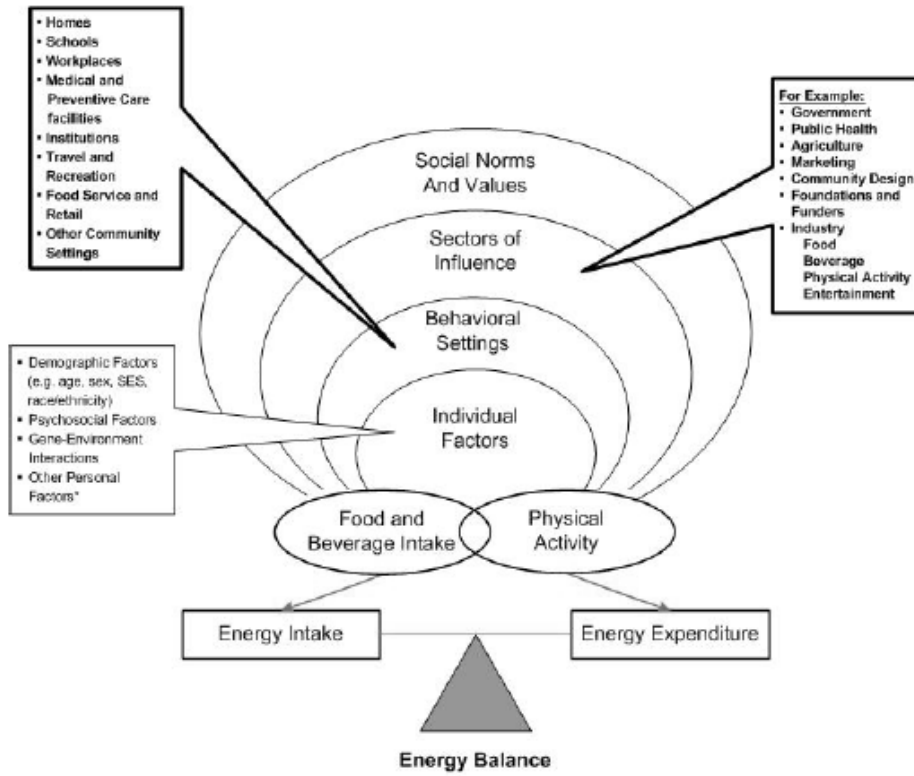 ▪ Homes
▪ Schools
▪ Workplaces
▪ Medical and
Preventive Care
facilities
▪ Institutions
▪ Travel and
Recreation
▪ Food Service and
Retail
▪ Other Community
Settings
For Example:
▪ Government
▪ Public Health
▪ Agriculture
▪ Marketing
▪ Community Design
▪ Foundations and
Funders
▪ Industry
Food
Beverage
Physical Activity
Entertainment
Social Norms
And Values
Sectors of
Influence
Behavioral
Settings
Individual
Factors
▪ Demographic Factors
(e.g. age, sex, SES,
race/ethnicity)
▪ Psychosocial Factors
▪ Gene-Environment
Interactions
▪ Other Personal
Factors*
Food and
Beverage Intake
Physical
Activity
Energy Intake
Energy Expenditure
Energy Balance